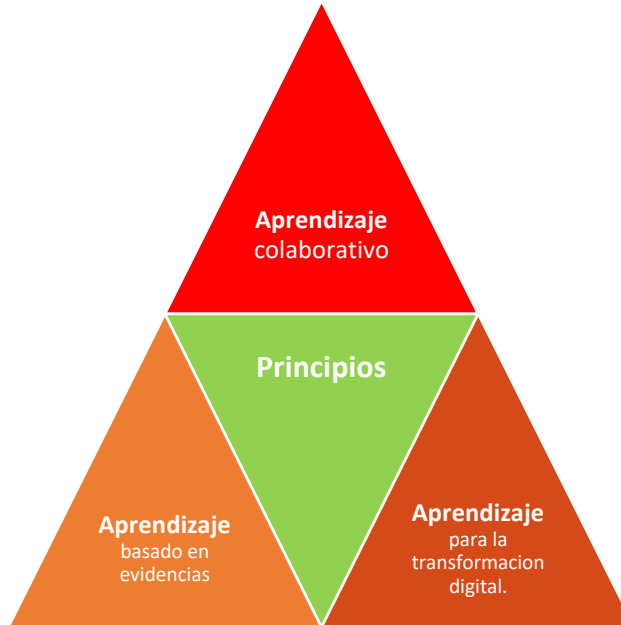 Aprendizaje
colaborativo
Principios
Aprendizaje
basado en
evidencias
Aprendizaje
para la
transformacion
digital.